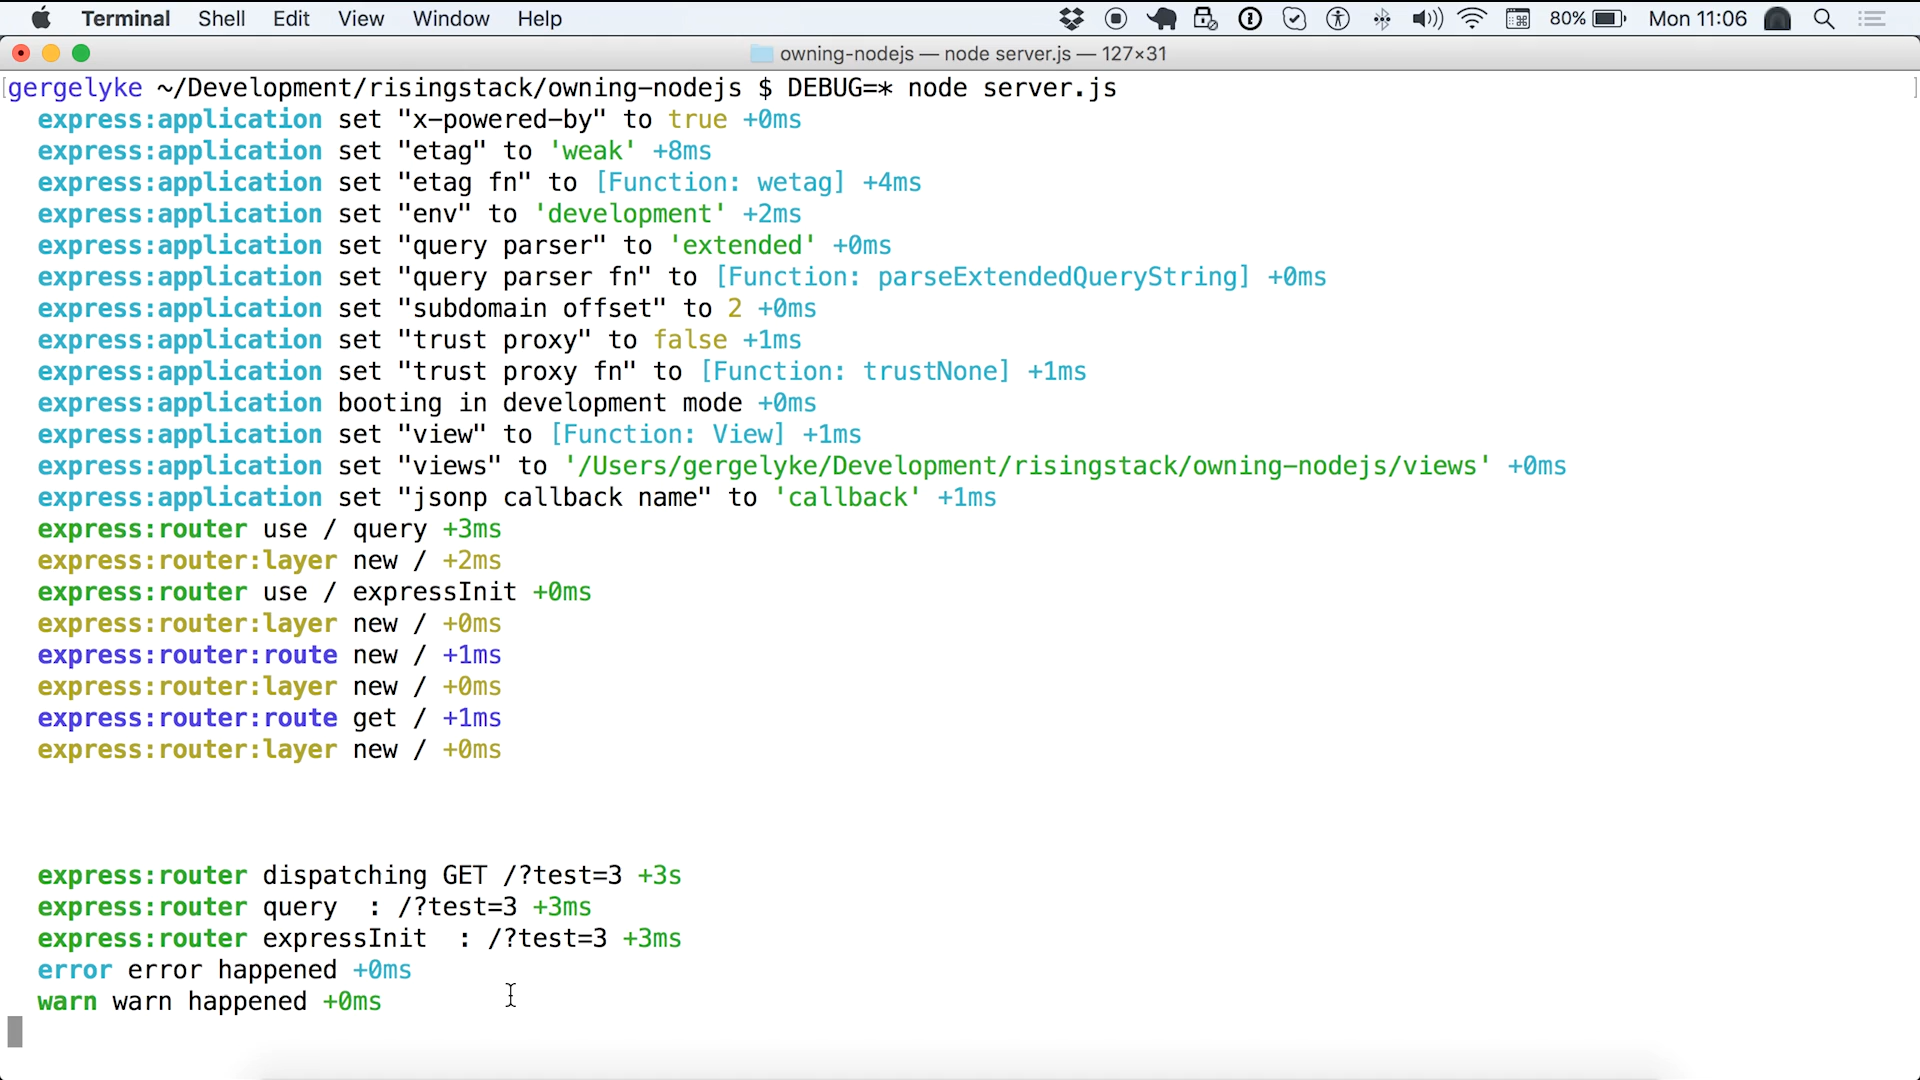 Terminal Shell Edit View Window Help 80% Mon 11:06
owning-nodejs — node server.js — 127×31
gergelyke ~/Development/risingstack/owning-nodejs $ DEBUG=* node server.js
express:application set "x-powered-by" to true +0ms
express:application set "etag" to 'weak' +8ms
express:application set "etag fn" to [Function: wetag] +4ms
express:application set "env" to 'development' +2ms
express:application set "query parser" to 'extended' +0ms
express:application set "query parser fn" to [Function: parseExtendedQueryString] +0ms
express:application set "subdomain offset" to 2 +0ms
express:application set "trust proxy" to false +1ms
express:application set "trust proxy fn" to [Function: trustNone] +1ms
express:application booting in development mode +0ms
express:application set "view" to [Function: View] +1ms
express:application set "views" to '/Users/gergelyke/Development/risingstack/owning-nodejs/views' +0ms
express:application set "jsonp callback name" to 'callback' +1ms
express:router use / query +3ms
express:router:layer new / +2ms
express:router use / expressInit +0ms
express:router:layer new / +0ms
express:router:route new / +1ms
express:router:layer new / +0ms
express:router:route get / +1ms
express:router:layer new / +0ms
express:router dispatching GET /?test=3 +3s
express:router query  : /?test=3 +3ms
express:router expressInit  : /?test=3 +3ms
error error happened +0ms
warn warn happened +0ms